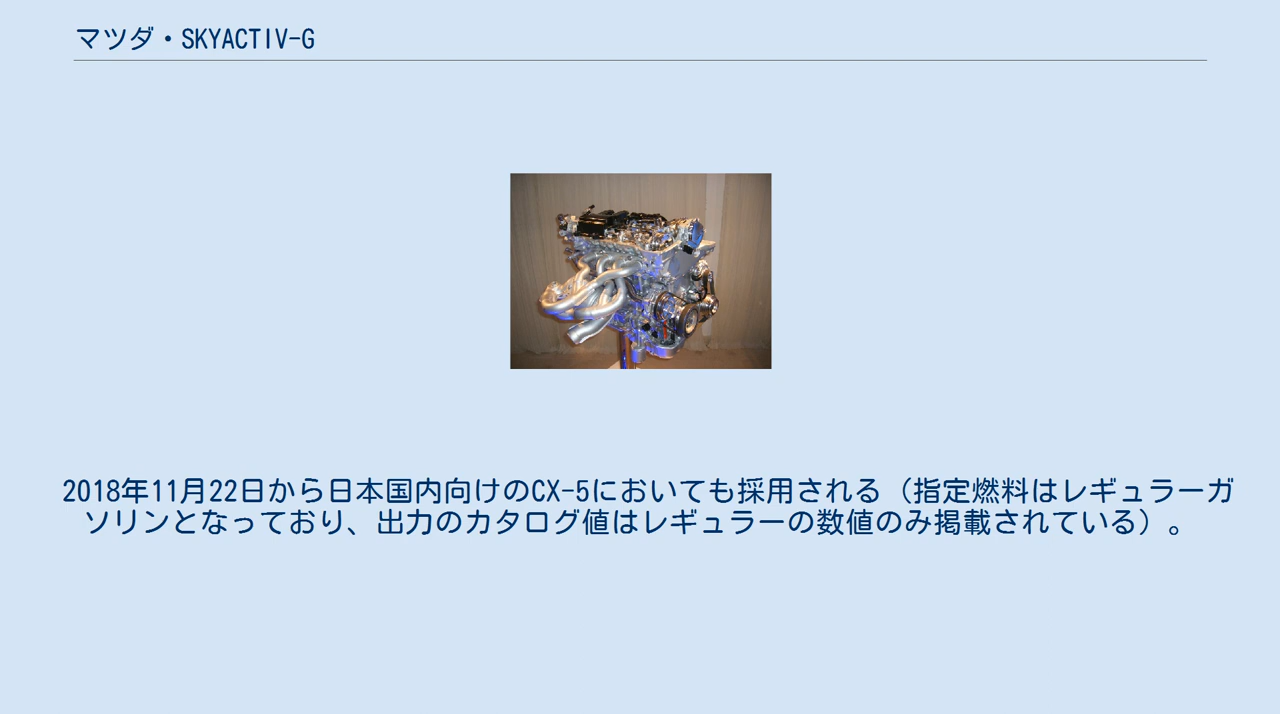 マツダ・SKYACTIV-G
2018年11月22日から日本国内向けのCX-5においても採用される（指定燃料はレギュラーガ
ソリンとなっており、出力のカタログ値はレギュラーの数値のみ掲載されている）。